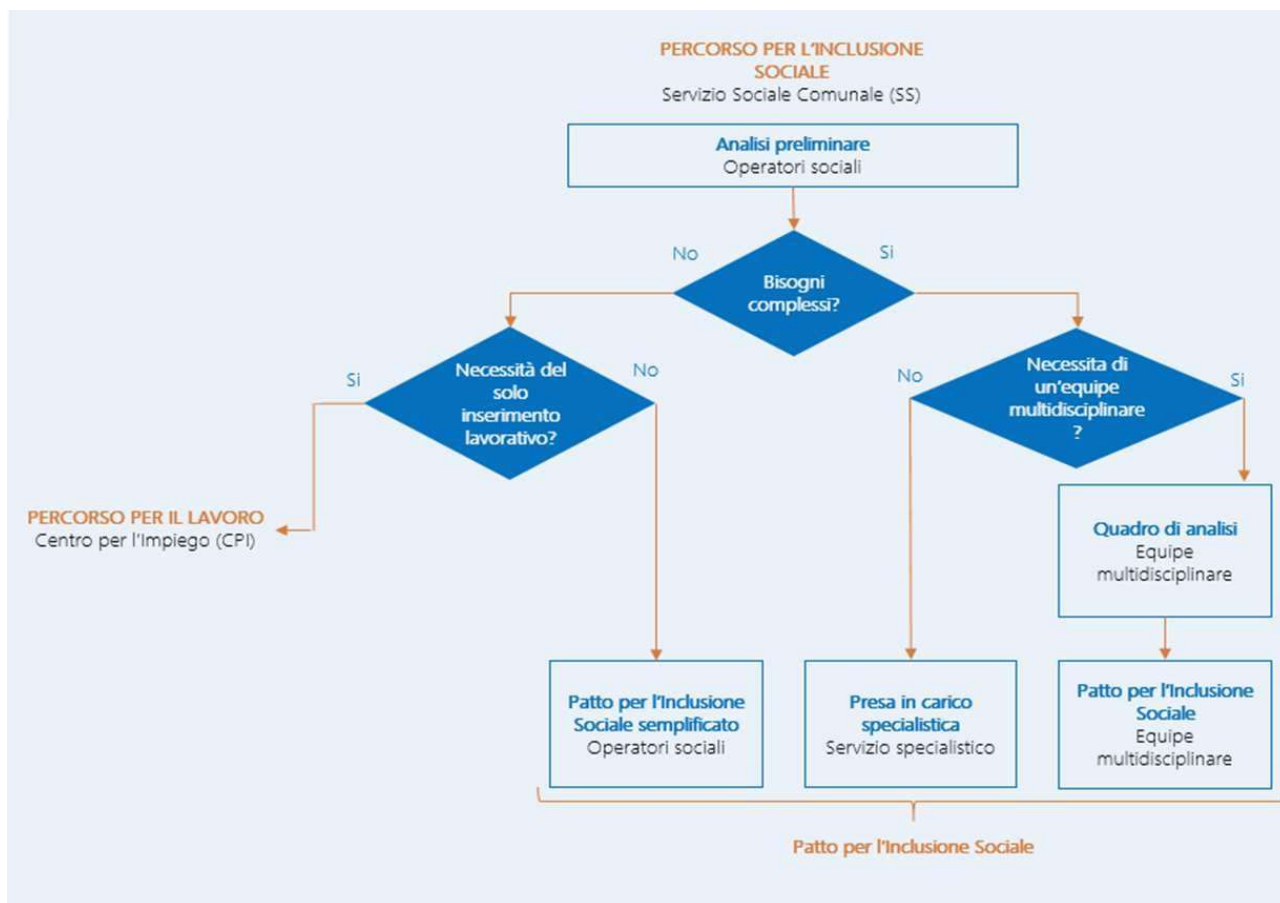 PERCORSO PER L'INCLUSIONE
SOCIALE
Servizio Sociale Comunale (SS)
Analisi preliminare
Operatori sociali
No
Si
Bisogni
complessi?
Si
Necessità del
solo
inserimento
lavorativo?
No
No
Necessita di
un'equipe
multidisciplinare
?
Si
PERCORSO PER IL LAVORO
Centro per l'Impiego (CPI)
Quadro di analisi
Equipe
multidisciplinare
Patto per l'Inclusione
Sociale semplificato
Operatori sociali
Presa in carico
specialistica
Servizio specialistico
Patto per l'Inclusione
Sociale
Equipe
multidisciplinare
Patto per l'Inclusione Sociale